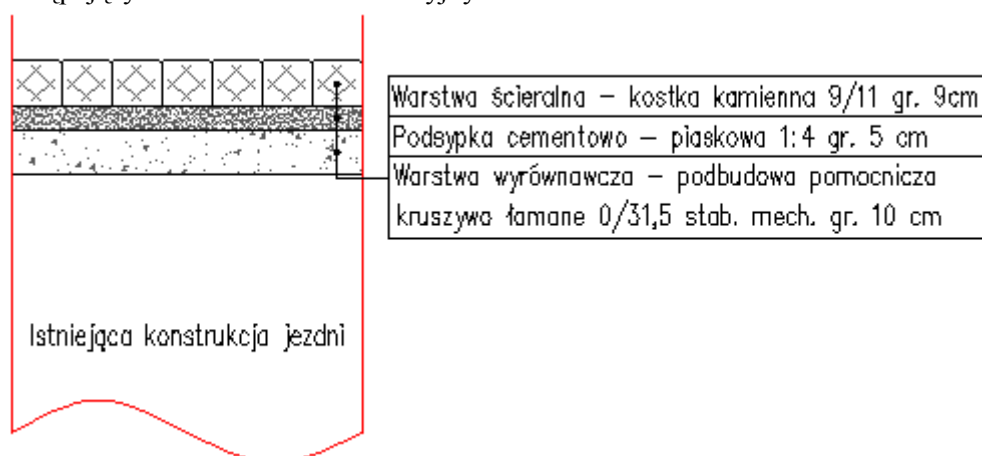 Warstwa ścieralna – kostka kamienna 9/11 gr. 9cm
Podsypka cementowo – piaskowa 1:4 gr. 5 cm
Warstwa wyrównawcza – podbudowa pomocnicza
kruszywo łamane 0/31,5 stab. mech. gr. 10 cm
Istniejąca konstrukcja jezdni